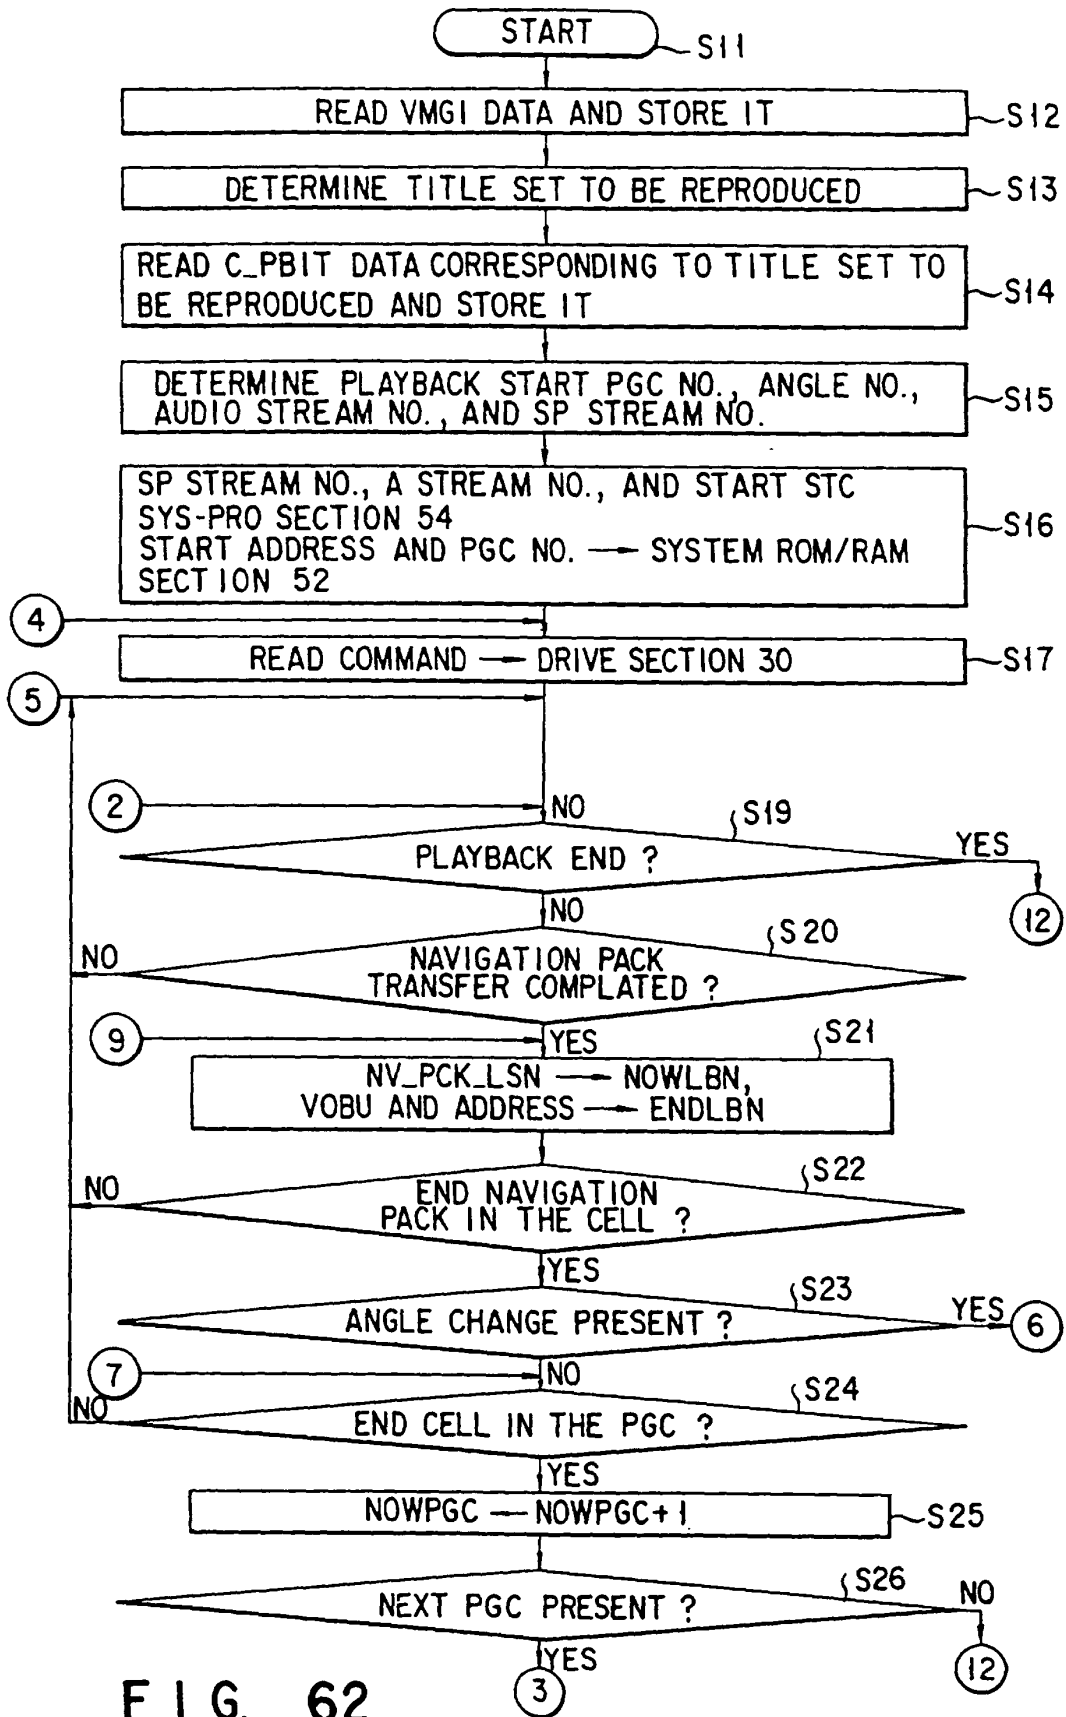 START
S11
READ VMGI DATA AND STORE IT
S12
DETERMINE TITLE SET TO BE REPRODUCED
S13
READ C_PBIT DATA CORRESPONDING TO TITLE SET TO
BE REPRODUCED AND STORE IT
S14
DETERMINE PLAYBACK START PGC NO., ANGLE NO.,
AUDIO STREAM NO., AND SP STREAM NO.
S15
SP STREAM NO., A STREAM NO., AND START STC
SYS-PRO SECTION 54
START ADDRESS AND PGC NO. → SYSTEM ROM/RAM
SECTION 52
S16
4
READ COMMAND → DRIVE SECTION 30
S17
5
2
NO
S19
PLAYBACK END ?
YES
12
NO
S20
NO
NAVIGATION PACK
TRANSFER COMPLATED ?
9
YES
S21
NV_PCK_LSN → NOWLBN,
VOBU AND ADDRESS → ENDLBN
S22
NO
END NAVIGATION
PACK IN THE CELL ?
YES
S23
ANGLE CHANGE PRESENT ?
YES
6
7
NO
S24
NO
END CELL IN THE PGC ?
YES
NOWPGC ← NOWPGC+1
S25
S26
NEXT PGC PRESENT ?
NO
12
YES
3
FIG. 62